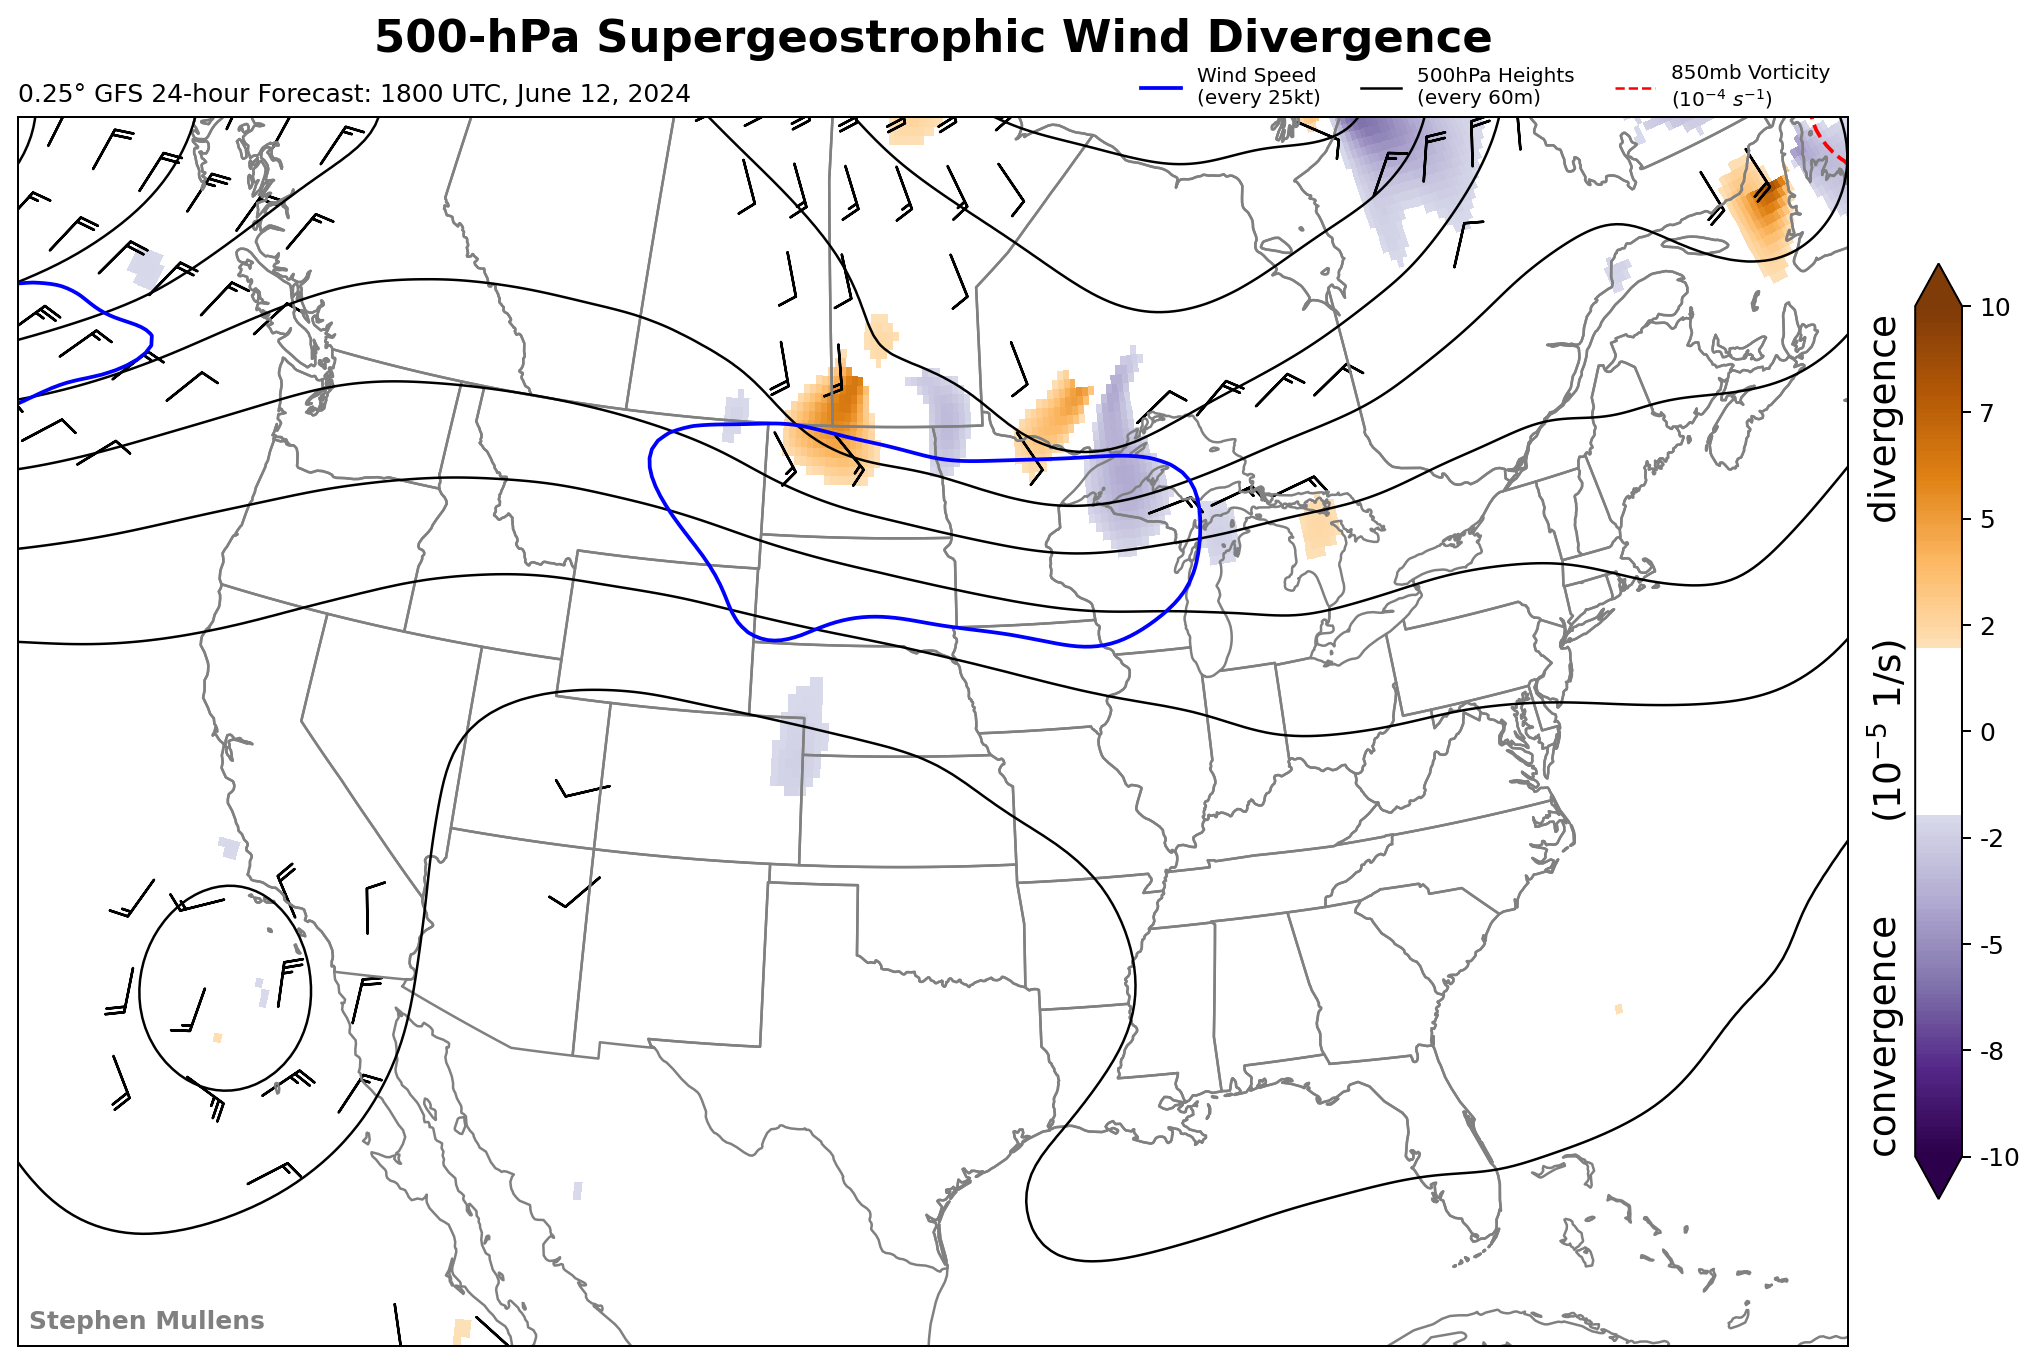 500-hPa Supergeostrophic Wind Divergence
0.25° GFS 24-hour Forecast: 1800 UTC, June 12, 2024
Wind Speed
(every 25kt)
500hPa Heights
(every 60m)
850mb Vorticity
(10⁻⁴ s⁻¹)
10
7
5
2
0
-2
-5
-8
-10
convergence (10⁻⁵ 1/s) divergence
Stephen Mullens